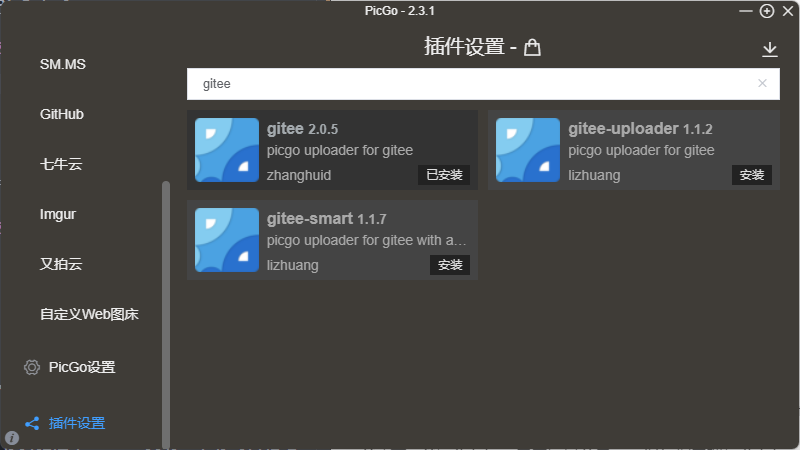 PicGo - 2.3.1
SM.MS
GitHub
七牛云
Imgur
又拍云
自定义Web图床
PicGo设置
插件设置
插件设置 -
gitee
gitee 2.0.5
picgo uploader for gitee
zhanghuid
已安装
gitee-uploader 1.1.2
picgo uploader for gitee
lizhuang
安装
gitee-smart 1.1.7
picgo uploader for gitee with a...
lizhuang
安装